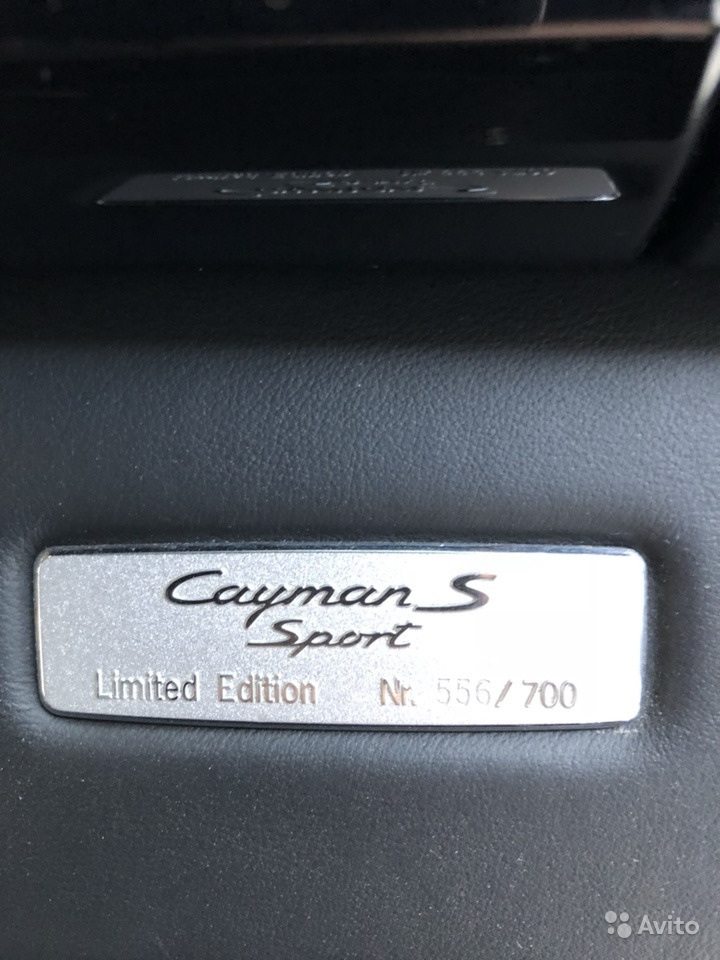 Cayman S
Sport
Limited Edition Nr. 556/700
Avito